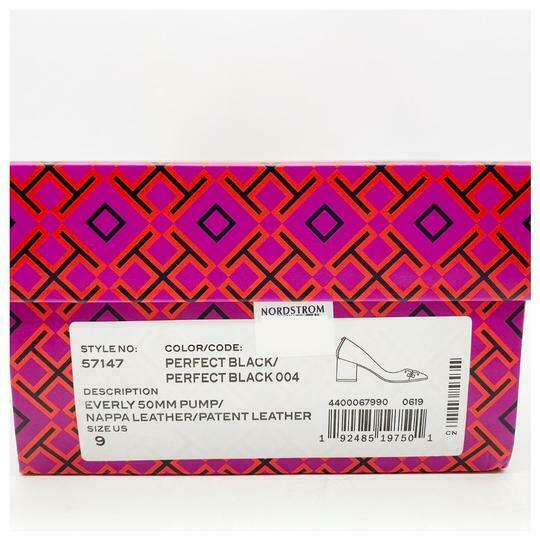 NORDSTROM
STYLE NO: COLOR/CODE:
57147 PERFECT BLACK/
PERFECT BLACK 004
DESCRIPTION
EVERLY 50MM PUMP/
NAPPA LEATHER/PATENT LEATHER
SIZE US
9
4400067990 0619
1 92485 19750 1
CN